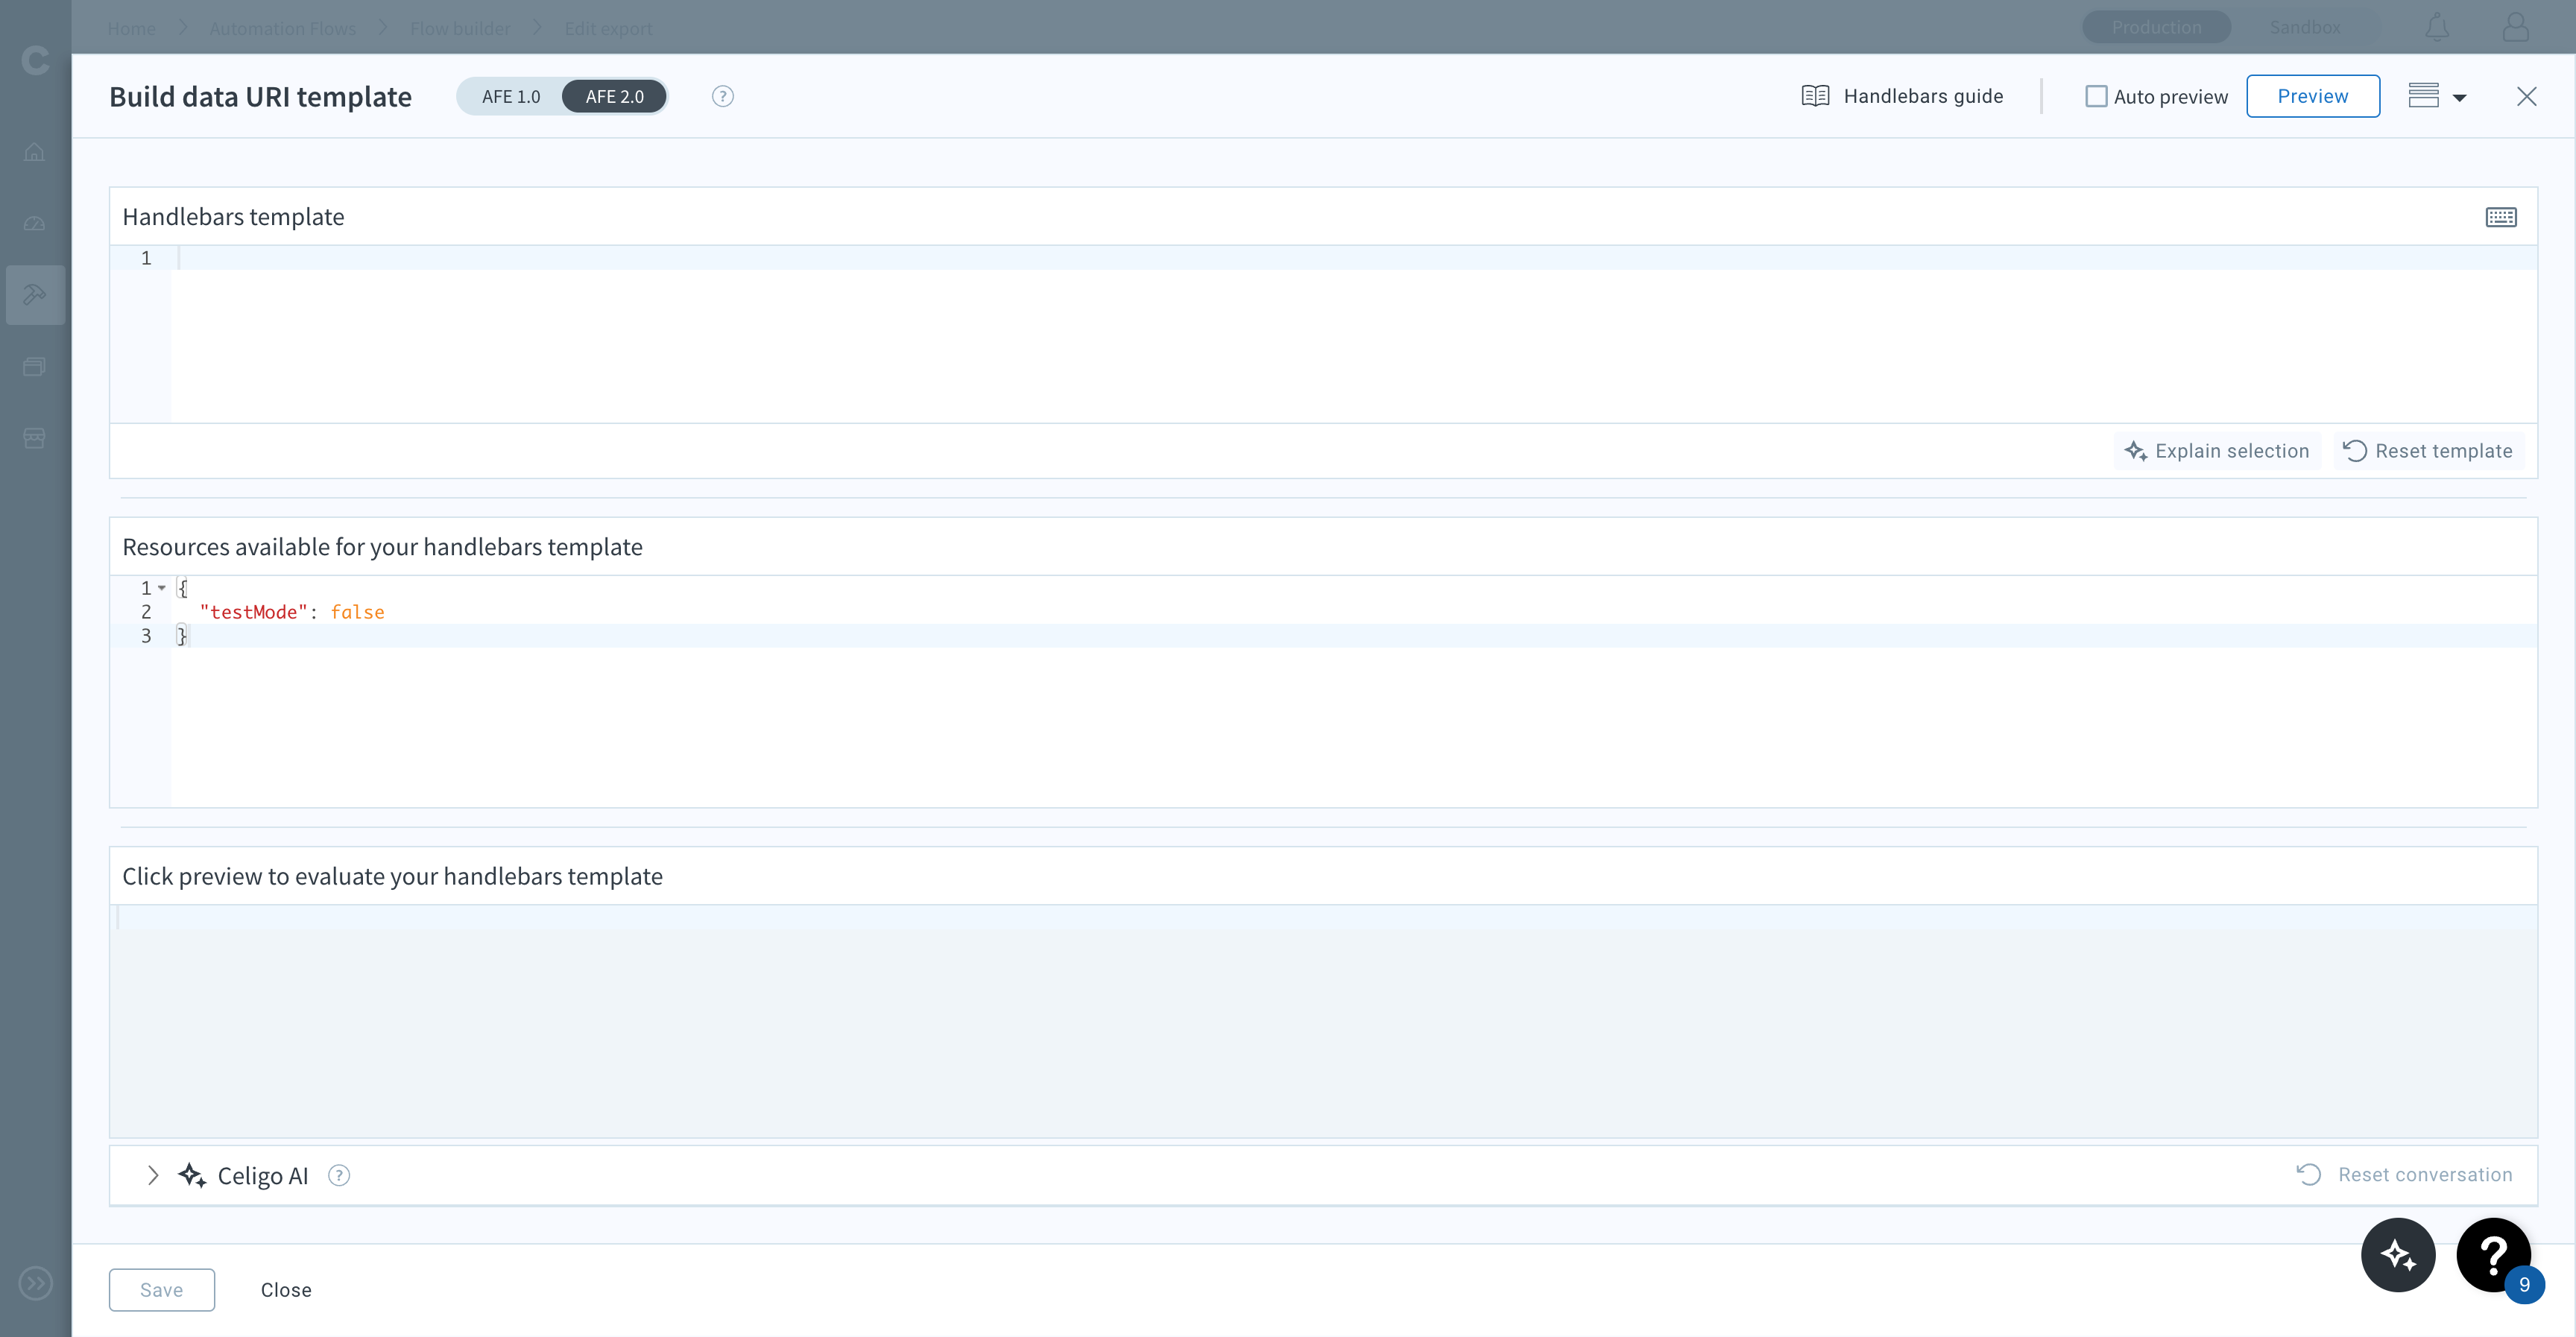 Home Automation Flows Flow builder Edit export Production Sandbox
C
Build data URI template AFE 1.0 AFE 2.0 ? Handlebars guide Auto preview Preview
Handlebars template
1
Explain selection Reset template
Resources available for your handlebars template
1 {
2 "testMode": false
3 }
Click preview to evaluate your handlebars template
Celigo AI ? Reset conversation
Save Close
? 9